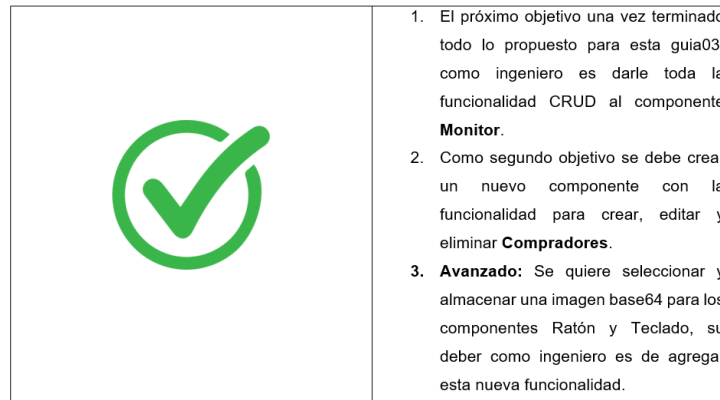 1. El próximo objetivo una vez terminado
todo lo propuesto para esta guia03
como ingeniero es darle toda la
funcionalidad CRUD al componente
Monitor.
2. Como segundo objetivo se debe crea
un nuevo componente con la
funcionalidad para crear, editar y
eliminar Compradores.
3. Avanzado: Se quiere seleccionar y
almacenar una imagen base64 para los
componentes Ratón y Teclado, su
deber como ingeniero es de agrega
esta nueva funcionalidad.